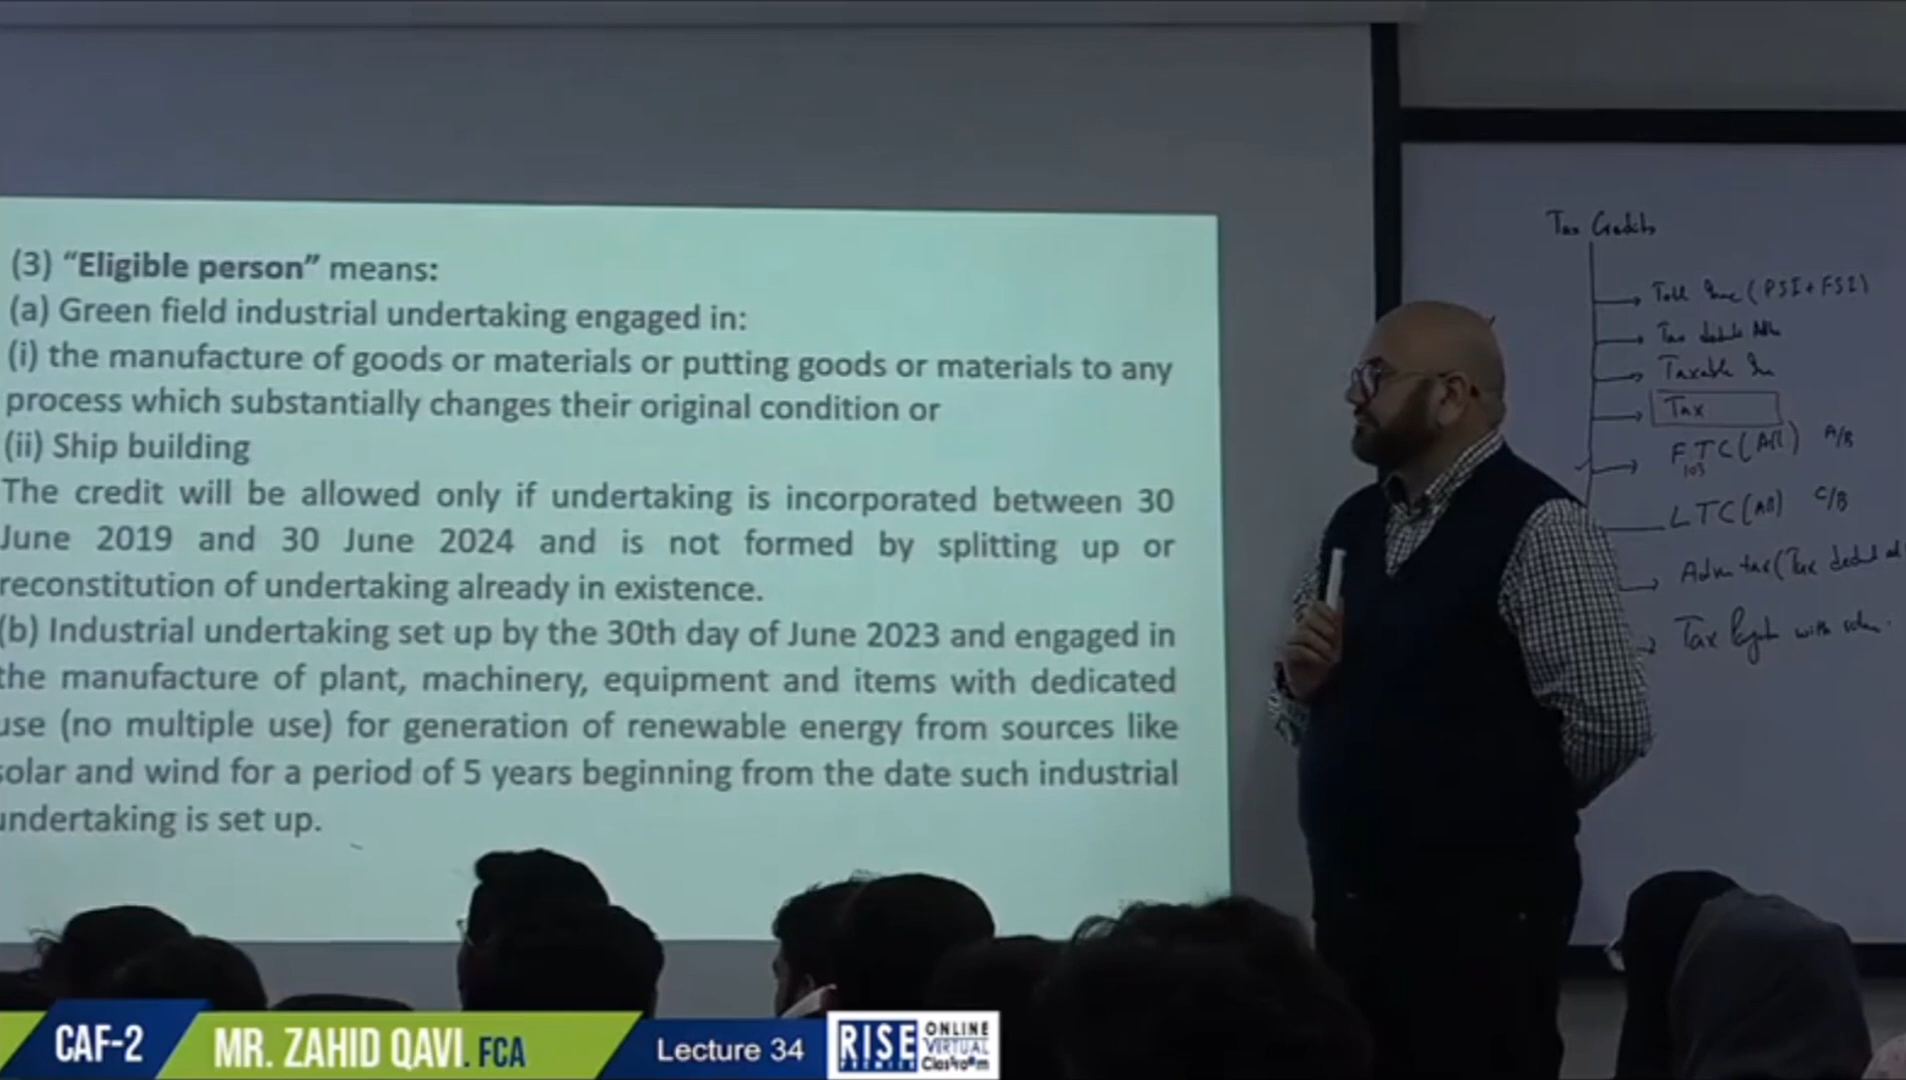 (3) “Eligible person” means:
(a) Green field industrial undertaking engaged in:
(i) the manufacture of goods or materials or putting goods or materials to any
process which substantially changes their original condition or
(ii) Ship building
The credit will be allowed only if undertaking is incorporated between 30
June 2019 and 30 June 2024 and is not formed by splitting up or
reconstitution of undertaking already in existence.
(b) Industrial undertaking set up by the 30th day of June 2023 and engaged in
the manufacture of plant, machinery, equipment and items with dedicated
use (no multiple use) for generation of renewable energy from sources like
solar and wind for a period of 5 years beginning from the date such industrial
undertaking is set up.
Tax Credits
(PSI + FSI)
Tax
Taxable
Tax
FTC (AR) A/B
103
LTC (AR) C/B
Tax with
CAF-2
MR. ZAHID QAVI. FCA
Lecture 34
RISE
PREMIER
ONLINE
VIRTUAL
Classroom